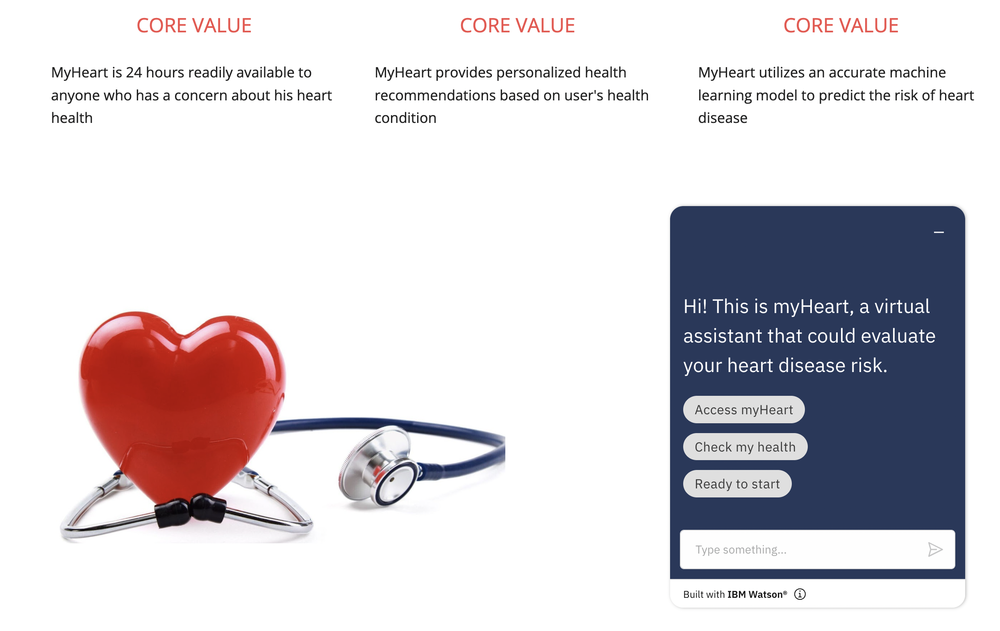 CORE VALUE
MyHeart is 24 hours readily available to
anyone who has a concern about his heart
health
CORE VALUE
MyHeart provides personalized health
recommendations based on user's health
condition
CORE VALUE
MyHeart utilizes an accurate machine
learning model to predict the risk of heart
disease
Hi! This is myHeart, a virtual
assistant that could evaluate
your heart disease risk.
Access myHeart
Check my health
Ready to start
Type something...
Built with IBM Watson®